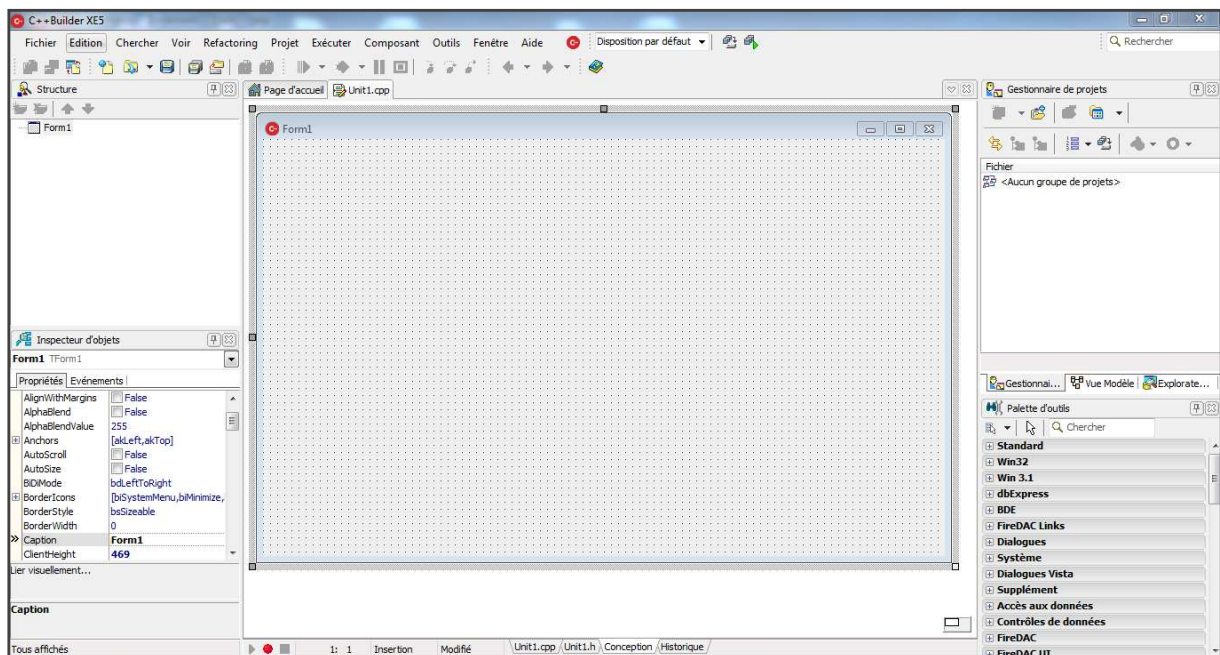 C++Builder XE5
Fichier Edition Chercher Voir Refactoring Projet Exécuter Composant Outils Fenêtre Aide Disposition par défaut Rechercher
Structure
Form1
Page d'accueil Unit1.cpp
Form1
Gestionnaire de projets
Fichier
<Aucun groupe de projets>
Inspecteur d'objets
Form1 TForm1
Propriétés Evénements
AlignWithMargins False
AlphaBlend False
AlphaBlendValue 255
Anchors [akLeft,akTop]
AutoScroll False
AutoSize False
BiDiMode bdLeftToRight
BorderIcons [biSystemMenu,biMinimize,
BorderStyle bsSizeable
BorderWidth 0
Caption Form1
ClientHeight 469
Lier visuellement...
Caption
Tous affichés
1: 1 Insertion Modifié Unit1.cpp Unit1.h Conception Historique
Gestionnai... Vue Modèle Explorate...
Palette d'outils
Chercher
Standard
Win32
Win 3.1
dbExpress
BDE
FireDAC Links
Dialogues
Système
Dialogues Vista
Supplément
Accès aux données
Contrôles de données
FireDAC
FireDAC UI